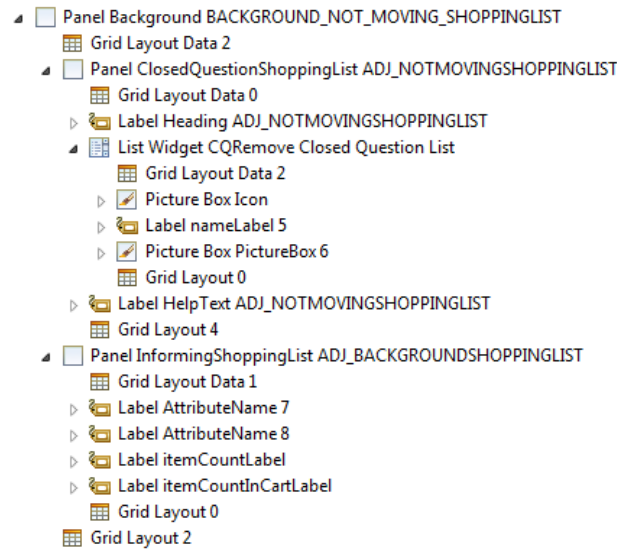 Panel Background BACKGROUND_NOT_MOVING_SHOPPINGLIST
Grid Layout Data 2
Panel ClosedQuestionShoppingList ADJ_NOTMOVINGSHOPPINGLIST
Grid Layout Data 0
Label Heading ADJ_NOTMOVINGSHOPPINGLIST
List Widget CQRemove Closed Question List
Grid Layout Data 2
Picture Box Icon
Label nameLabel 5
Picture Box PictureBox 6
Grid Layout 0
Label HelpText ADJ_NOTMOVINGSHOPPINGLIST
Grid Layout 4
Panel InformingShoppingList ADJ_BACKGROUNDSHOPPINGLIST
Grid Layout Data 1
Label AttributeName 7
Label AttributeName 8
Label itemCountLabel
Label itemCountInCartLabel
Grid Layout 0
Grid Layout 2